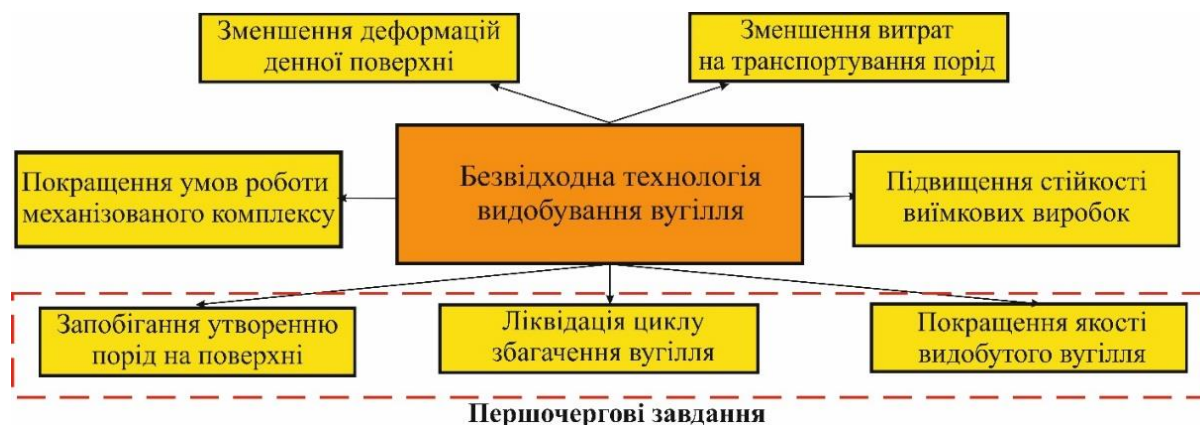 Зменшення деформацій
денної поверхні
Зменшення витрат
на транспортування порід
Покращення умов роботи
механізованого комплексу
Безвідходна технологія
видобування вугілля
Підвищення стійкості
виїмкових виробок
Запобігання утворенню
порід на поверхні
Ліквідація циклу
збагачення вугілля
Покращення якості
видобутого вугілля
Першочергові завдання